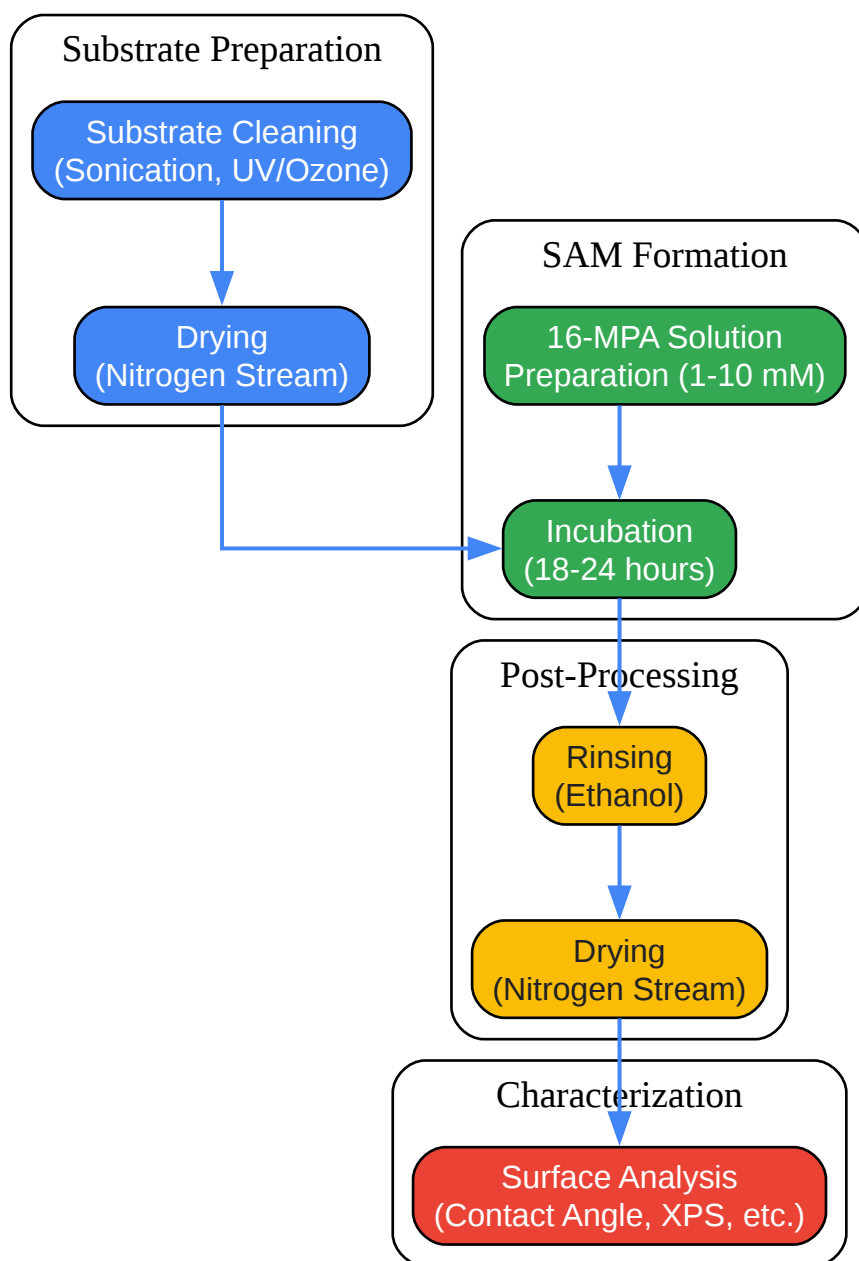 Substrate Preparation
Substrate Cleaning
(Sonication, UV/Ozone)
Drying
(Nitrogen Stream)
SAM Formation
16-MPA Solution
Preparation (1-10 mM)
Incubation
(18-24 hours)
Post-Processing
Rinsing
(Ethanol)
Drying
(Nitrogen Stream)
Characterization
Surface Analysis
(Contact Angle, XPS, etc.)